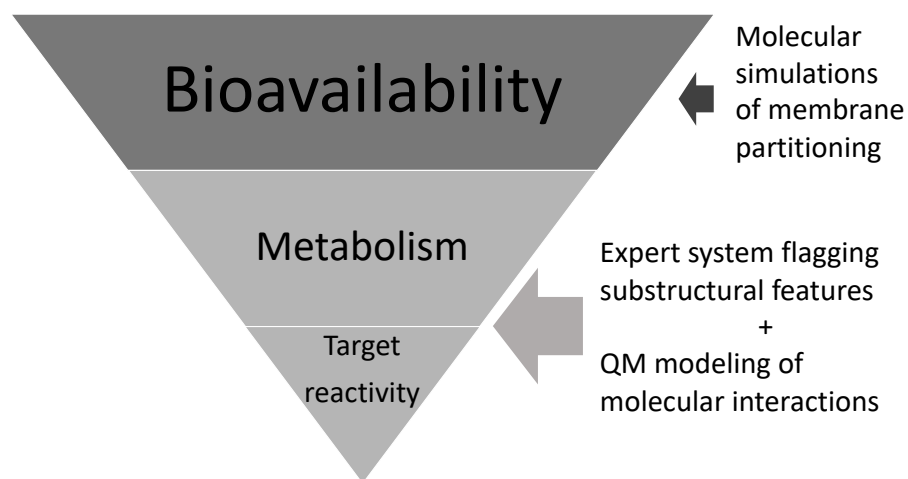 Bioavailability
Molecular
simulations
of membrane
partitioning
Metabolism
Expert system flagging
substructural features
+
QM modeling of
molecular interactions
Target
reactivity